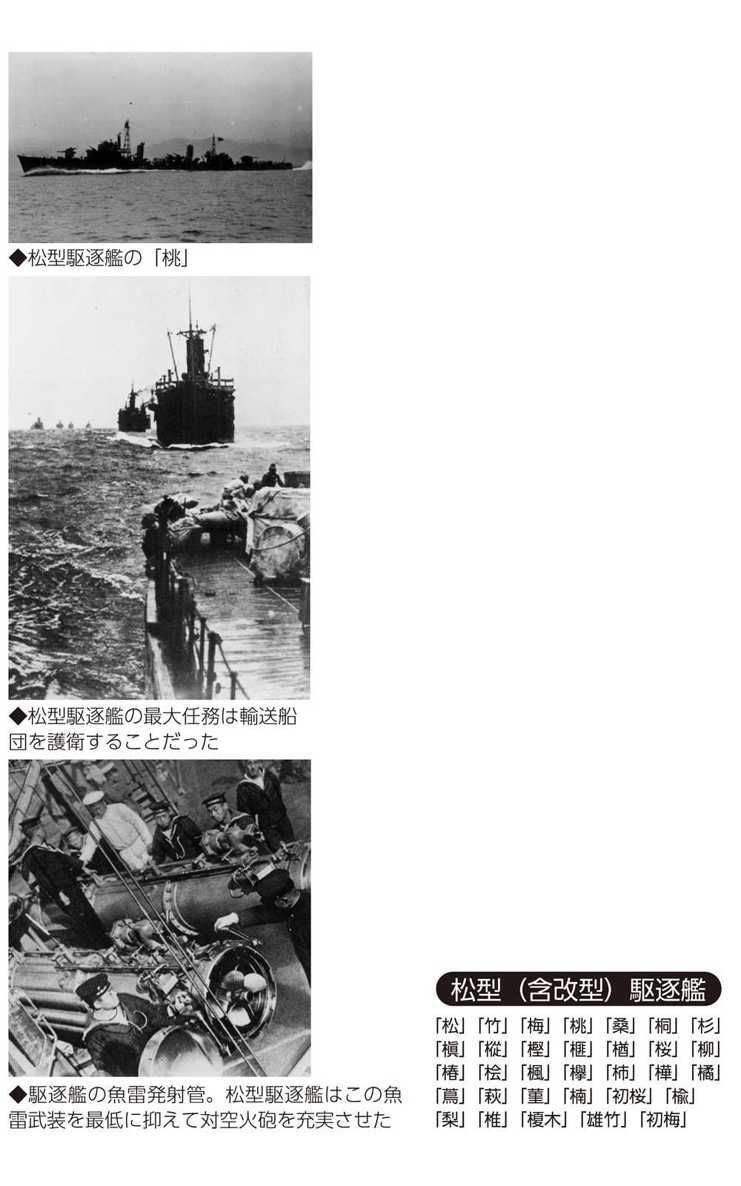 ◆松型駆逐艦の「桃」
◆松型駆逐艦の最大任務は輸送船
団を護衛することだった
◆駆逐艦の魚雷発射管。松型駆逐艦はこの魚
雷武装を最低に抑えて対空火砲を充実させた
松型（含改型）駆逐艦
「松」「竹」「梅」「桃」「桑」「桐」「杉」
「槇」「樅」「樫」「榧」「楢」「桜」「柳」
「椿」「桧」「楓」「欅」「柿」「樺」「橘」
「蔦」「萩」「菫」「楠」「初桜」「楡」
「梨」「椎」「榎木」「雄竹」「初梅」